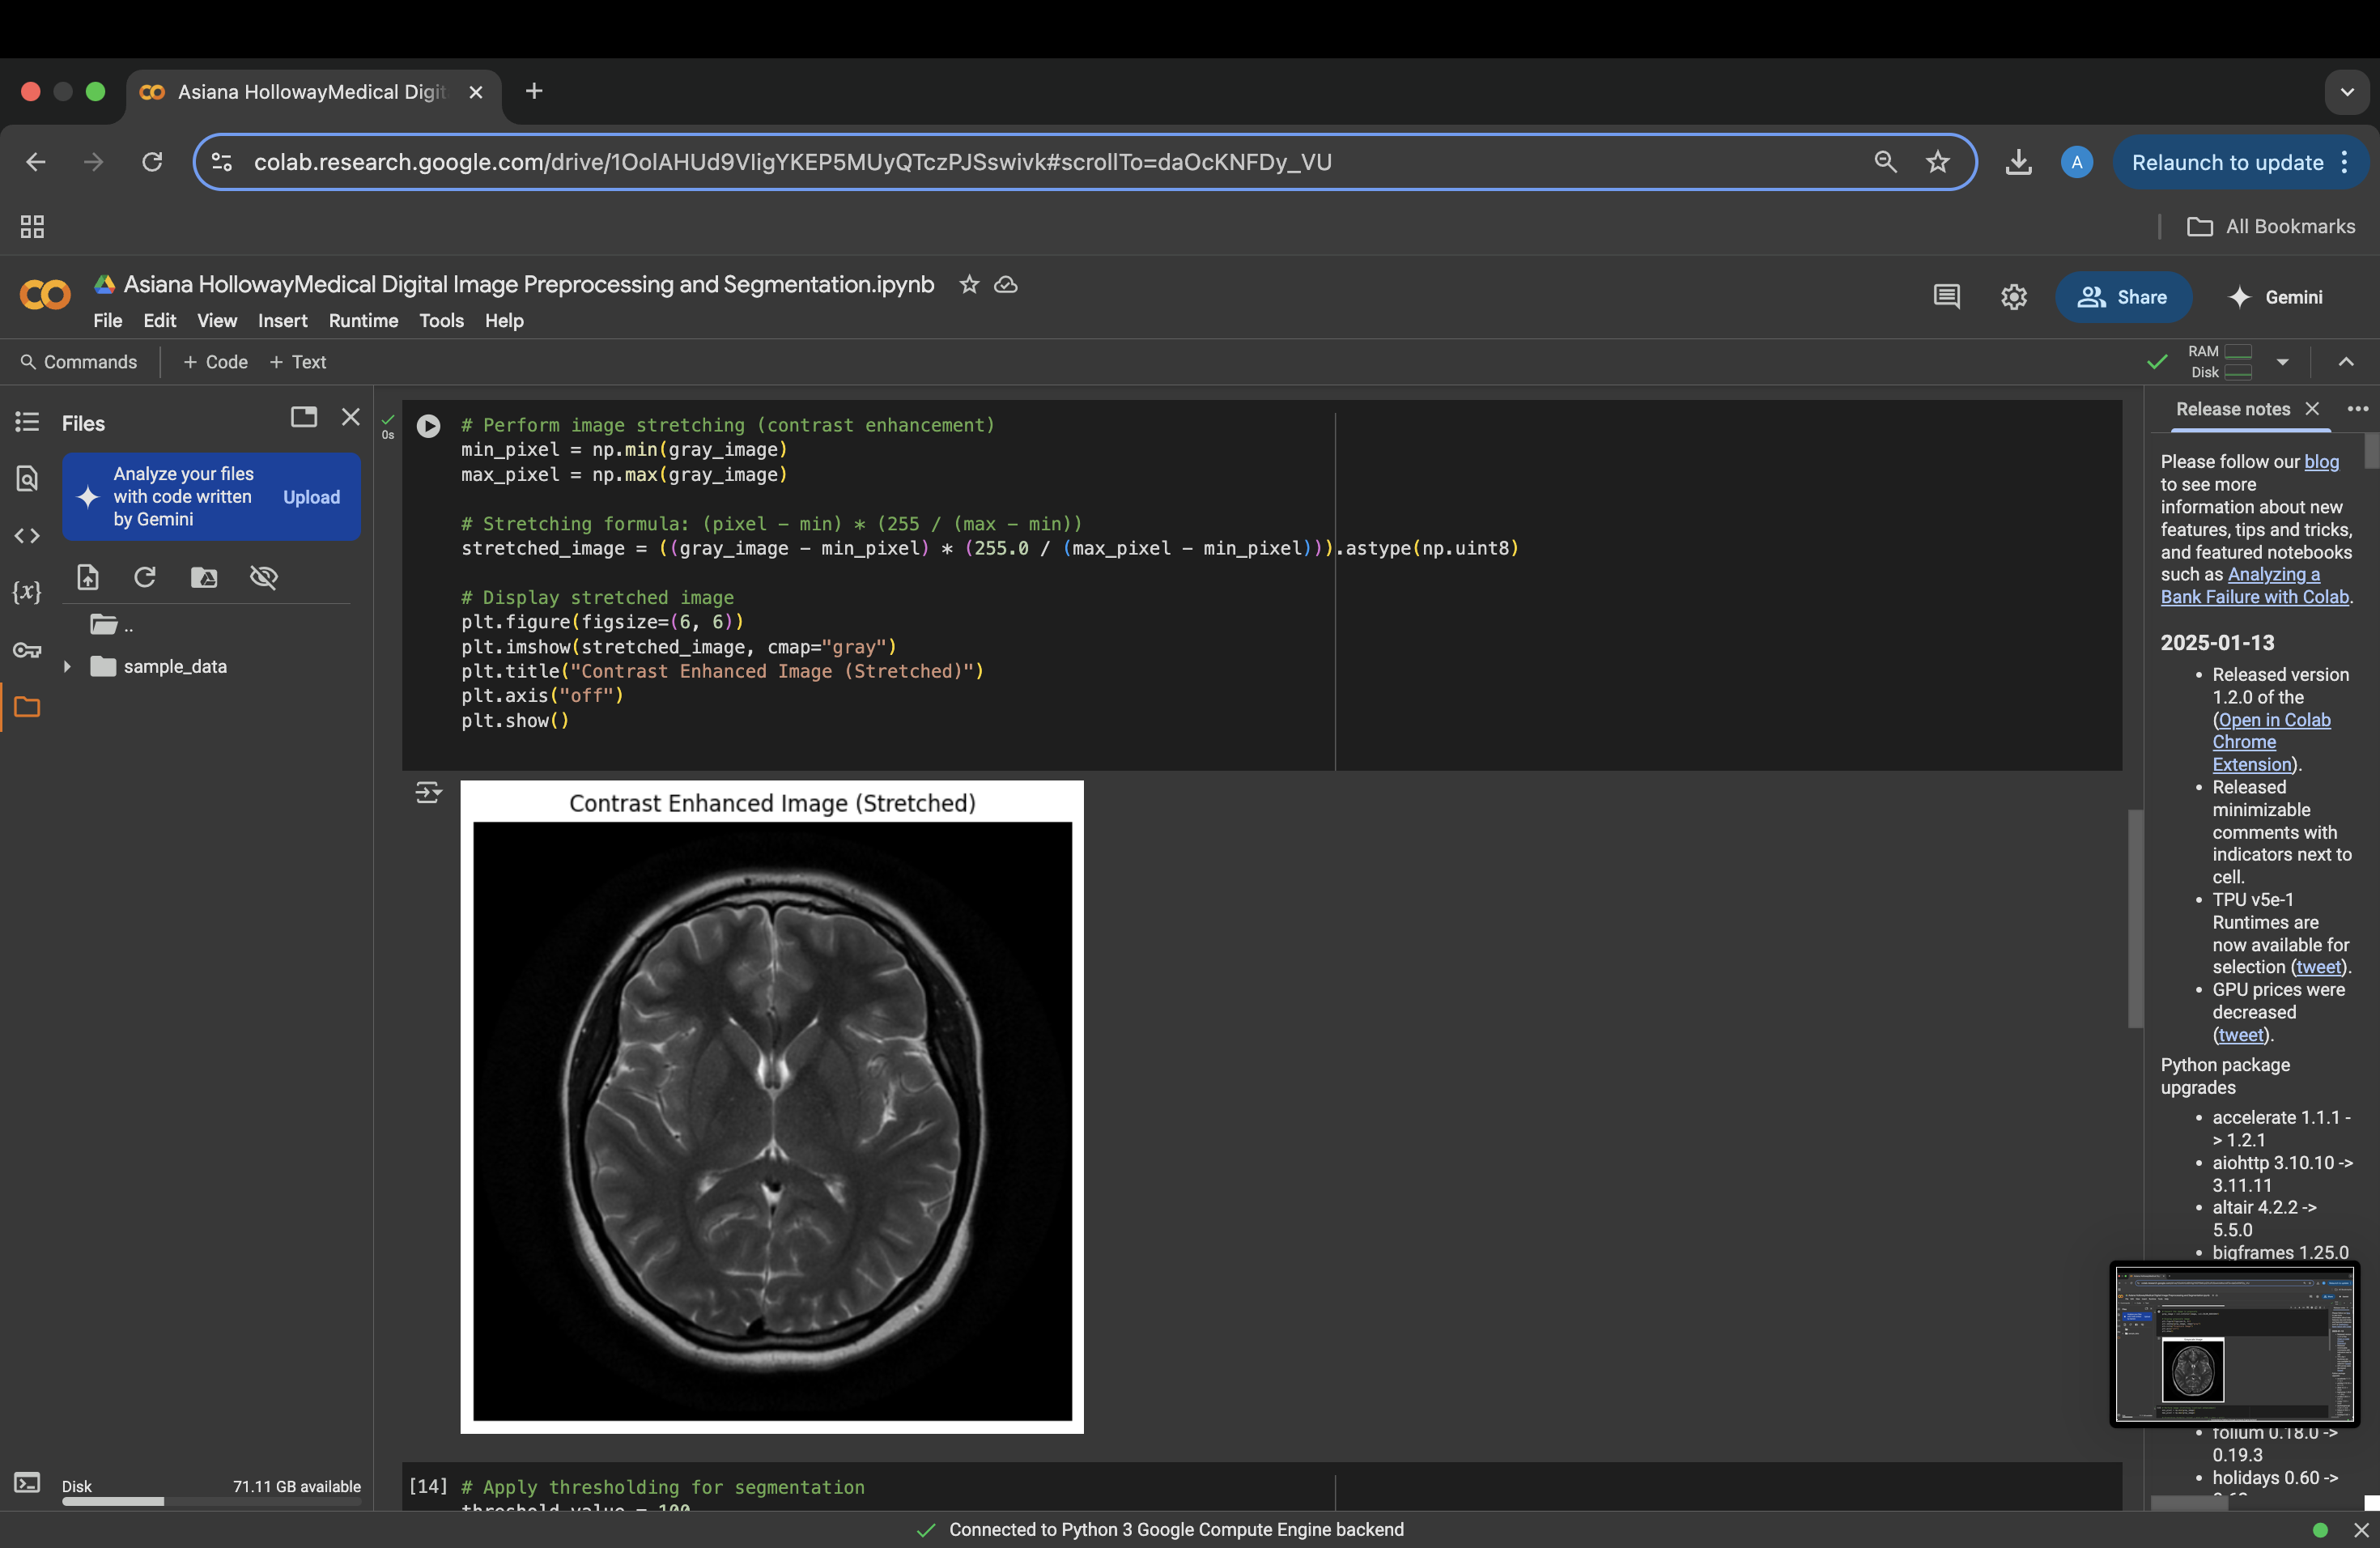 Asiana HollowayMedical Digit
colab.research.google.com/drive/1OolAHUd9VIigYKEP5MUyQTczPJSswivk#scrollTo=daOcKNFDy_VU
A
Relaunch to update
All Bookmarks
Asiana HollowayMedical Digital Image Preprocessing and Segmentation.ipynb
Share
Gemini
File Edit View Insert Runtime Tools Help
Commands + Code + Text
RAM
Disk
Files
Analyze your files
with code written
by Gemini
Upload
{x}
..
sample_data
Disk 71.11 GB available
0s
# Perform image stretching (contrast enhancement)
min_pixel = np.min(gray_image)
max_pixel = np.max(gray_image)
# Stretching formula: (pixel - min) * (255 / (max - min))
stretched_image = ((gray_image - min_pixel) * (255.0 / (max_pixel - min_pixel))).astype(np.uint8)
# Display stretched image
plt.figure(figsize=(6, 6))
plt.imshow(stretched_image, cmap="gray")
plt.title("Contrast Enhanced Image (Stretched)")
plt.axis("off")
plt.show()
Contrast Enhanced Image (Stretched)
[14] # Apply thresholding for segmentation
threshold_value = 100
Release notes
Please follow our blog
to see more
information about new
features, tips and tricks,
and featured notebooks
such as Analyzing a
Bank Failure with Colab.
2025-01-13
• Released version
1.2.0 of the
(Open in Colab
Chrome
Extension).
• Released
minimizable
comments with
indicators next to
cell.
• TPU v5e-1
Runtimes are
now available for
selection (tweet).
• GPU prices were
decreased
(tweet).
Python package
upgrades
• accelerate 1.1.1 -
> 1.2.1
• aiohttp 3.10.10 ->
3.11.11
• altair 4.2.2 ->
5.5.0
• bigframes 1.25.0
• folium 0.18.0 ->
0.19.3
• holidays 0.60 ->
Connected to Python 3 Google Compute Engine backend